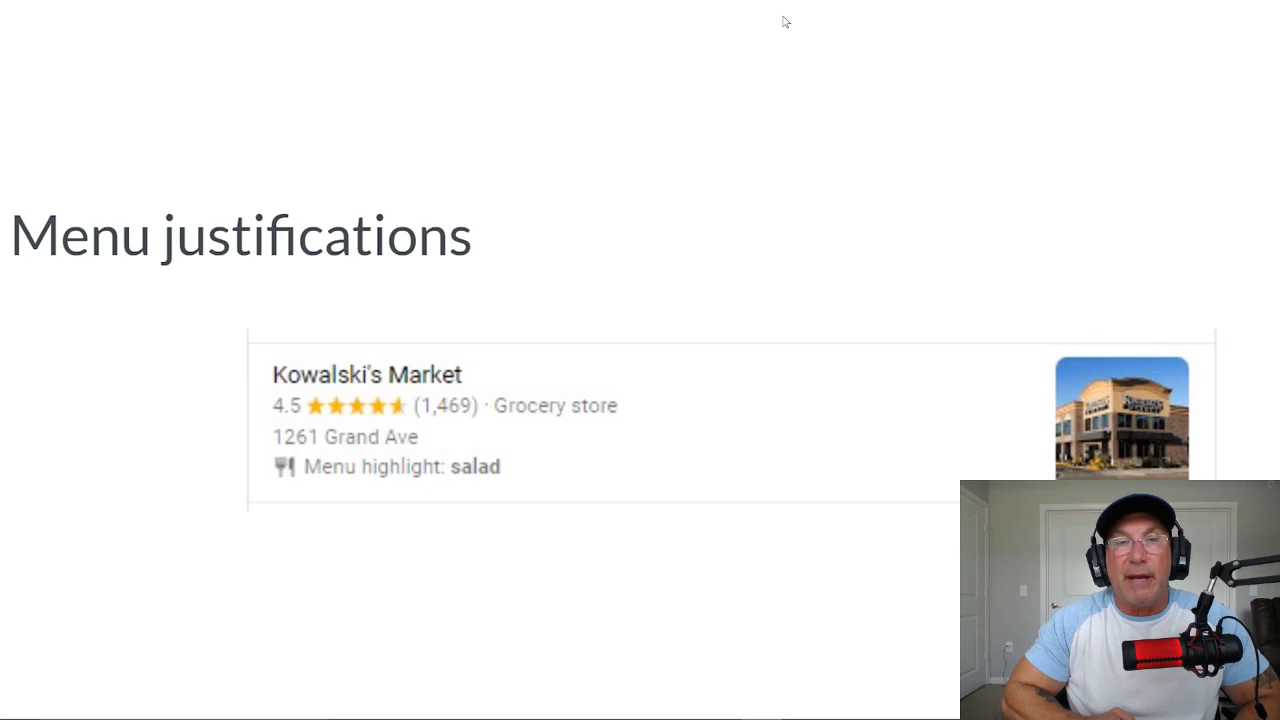 Menu justifications
Kowalski's Market
4.5 (1,469) · Grocery store
1261 Grand Ave
Menu highlight: salad